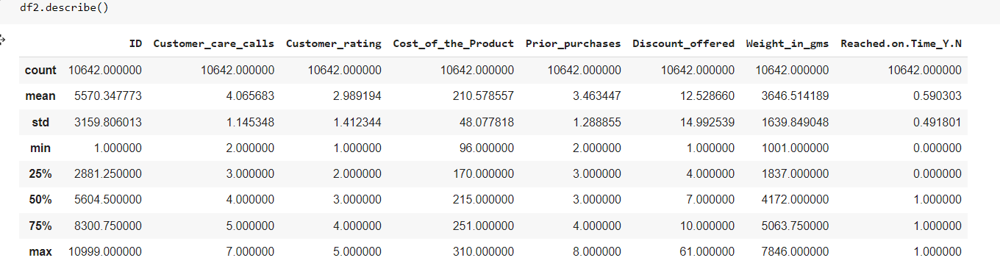 df2.describe()
ID Customer_care_calls Customer_rating Cost_of_the_Product Prior_purchases Discount_offered Weight_in_gms Reached.on.Time_Y.N
count 10642.000000 10642.000000 10642.000000 10642.000000 10642.000000 10642.000000 10642.000000 10642.000000
mean 5570.347773 4.065683 2.989194 210.578557 3.463447 12.528660 3646.514189 0.590303
std 3159.806013 1.145348 1.412344 48.077818 1.288855 14.992539 1639.849048 0.491801
min 1.000000 2.000000 1.000000 96.000000 2.000000 1.000000 1001.000000 0.000000
25% 2881.250000 3.000000 2.000000 170.000000 3.000000 4.000000 1837.000000 0.000000
50% 5604.500000 4.000000 3.000000 215.000000 3.000000 7.000000 4172.000000 1.000000
75% 8300.750000 5.000000 4.000000 251.000000 4.000000 10.000000 5063.750000 1.000000
max 10999.000000 7.000000 5.000000 310.000000 8.000000 61.000000 7846.000000 1.000000